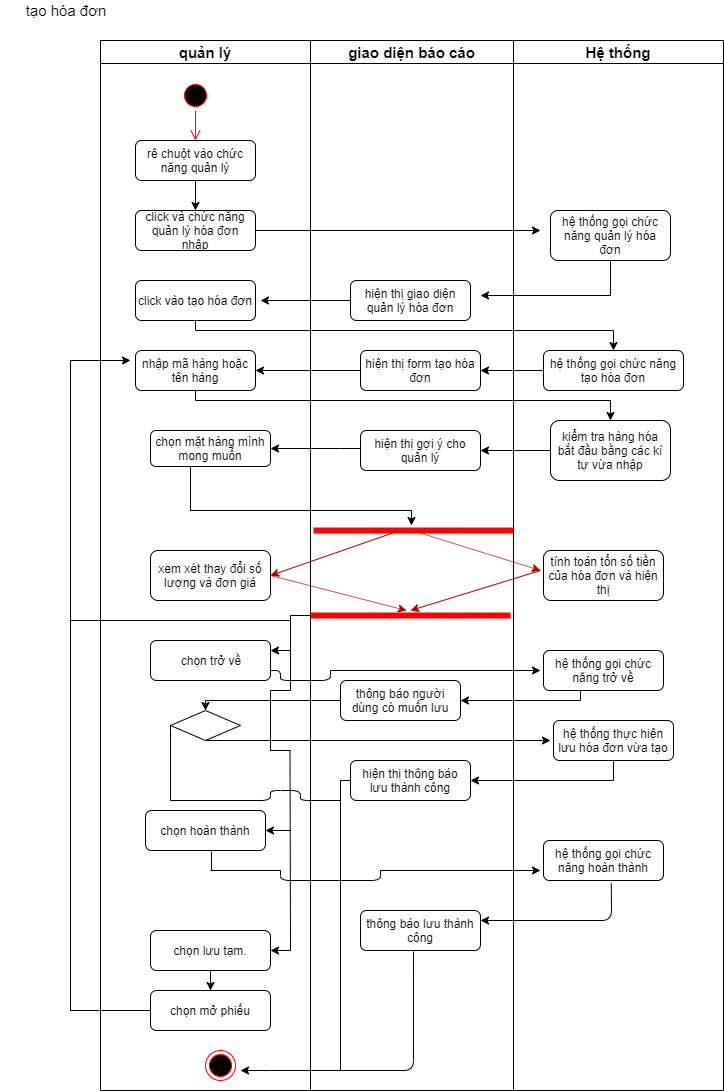 tạo hóa đơn
quản lý
giao diện báo cáo
Hệ thống
rê chuột vào chức
năng quản lý
click và chức năng
quản lý hóa đơn
nhập
hệ thống gọi chức
năng quản lý hóa
đơn
click vào tạo hóa đơn
hiện thị giao diện
quản lý hóa đơn
nhập mã hàng hoặc
tên hàng
hiện thị form tạo hóa
đơn
hệ thống gọi chức năng
tạo hóa đơn
chọn mặt hàng mình
mong muốn
hiện thị gợi ý cho
quản lý
kiểm tra hàng hóa
bắt đầu bằng các kí
tự vừa nhập
xem xét thay đổi số
lượng và đơn giá
tính toán tổn số tiền
của hóa đơn và hiện
thị
chọn trở về
hệ thống gọi chức
năng trở về
thông báo người
dùng có muốn lưu
hệ thống thực hiện
lưu hóa đơn vừa tạo
hiện thị thông báo
lưu thành công
chọn hoàn thành
hệ thống gọi chức
năng hoàn thành
thông báo lưu thành
công
chọn lưu tạm.
chọn mở phiếu